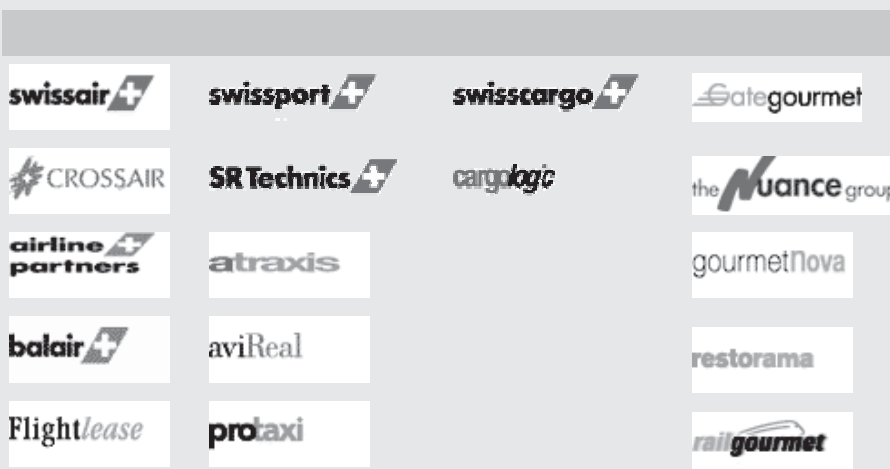 swissair
swissport
swisscargo
Gategourmet
CROSSAIR
SR Technics
cargologic
the Nuance group
airline
partners
atraxis
gourmetNova
balair
aviReal
restorama
Flightlease
protaxi
railgourmet